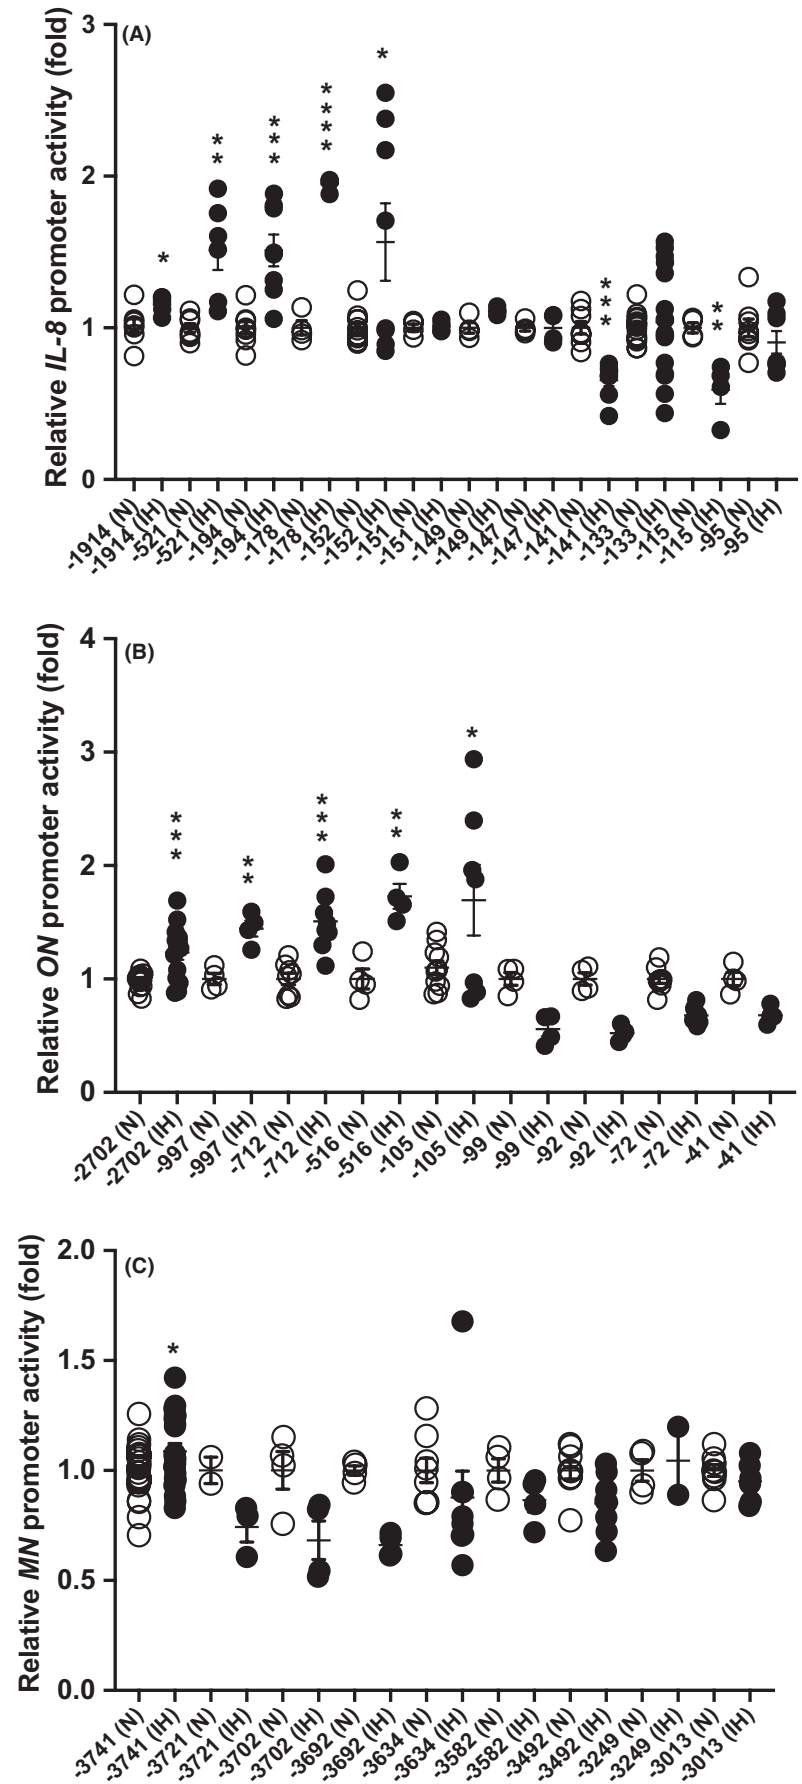 (A)
Relative IL-8 promoter activity (fold)
3
2
1
0
*
**
***
****
*
***
**
-1914 (N)
-1914 (IH)
-521 (N)
-521 (IH)
-194 (N)
-194 (IH)
-178 (N)
-178 (IH)
-152 (N)
-152 (IH)
-151 (N)
-151 (IH)
-149 (N)
-149 (IH)
-147 (N)
-147 (IH)
-141 (N)
-141 (IH)
-133 (N)
-133 (IH)
-115 (N)
-115 (IH)
-95 (N)
-95 (IH)
(B)
Relative ON promoter activity (fold)
4
3
2
1
0
***
**
***
**
*
-2702 (N)
-2702 (IH)
-997 (N)
-997 (IH)
-712 (N)
-712 (IH)
-516 (N)
-516 (IH)
-105 (N)
-105 (IH)
-99 (N)
-99 (IH)
-92 (N)
-92 (IH)
-72 (N)
-72 (IH)
-41 (N)
-41 (IH)
(C)
Relative MN promoter activity (fold)
2.0
1.5
1.0
0.5
0.0
*
-3741 (N)
-3741 (IH)
-3721 (N)
-3721 (IH)
-3702 (N)
-3702 (IH)
-3692 (N)
-3692 (IH)
-3634 (N)
-3634 (IH)
-3582 (N)
-3582 (IH)
-3492 (N)
-3492 (IH)
-3249 (N)
-3249 (IH)
-3013 (N)
-3013 (IH)